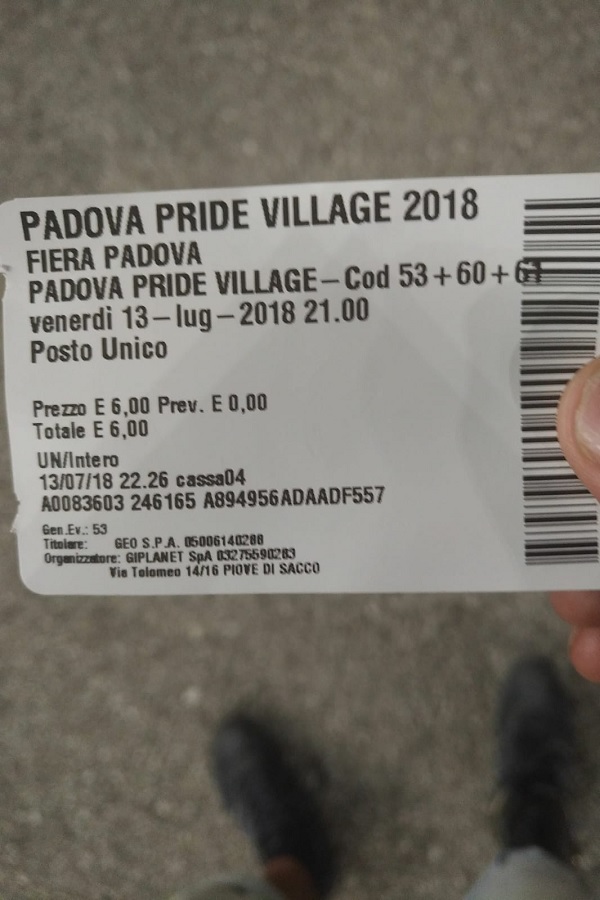 PADOVA PRIDE VILLAGE 2018
FIERA PADOVA
PADOVA PRIDE VILLAGE-Cod 53+60+61
venerdì 13-lug-2018 21.00
Posto Unico
Prezzo E 6,00 Prev. E 0,00
Totale E 6,00
UN/Intero
13/07/18 22.26 cassa04
A0083603 246165 A894956ADAADF557
Gen.Ev.: 53
Titolare: GEO S.P.A. 05006140288
Organizzatore: GIPLANET SpA 03275590283
Via Tolomeo 14/16 PIOVE DI SACCO